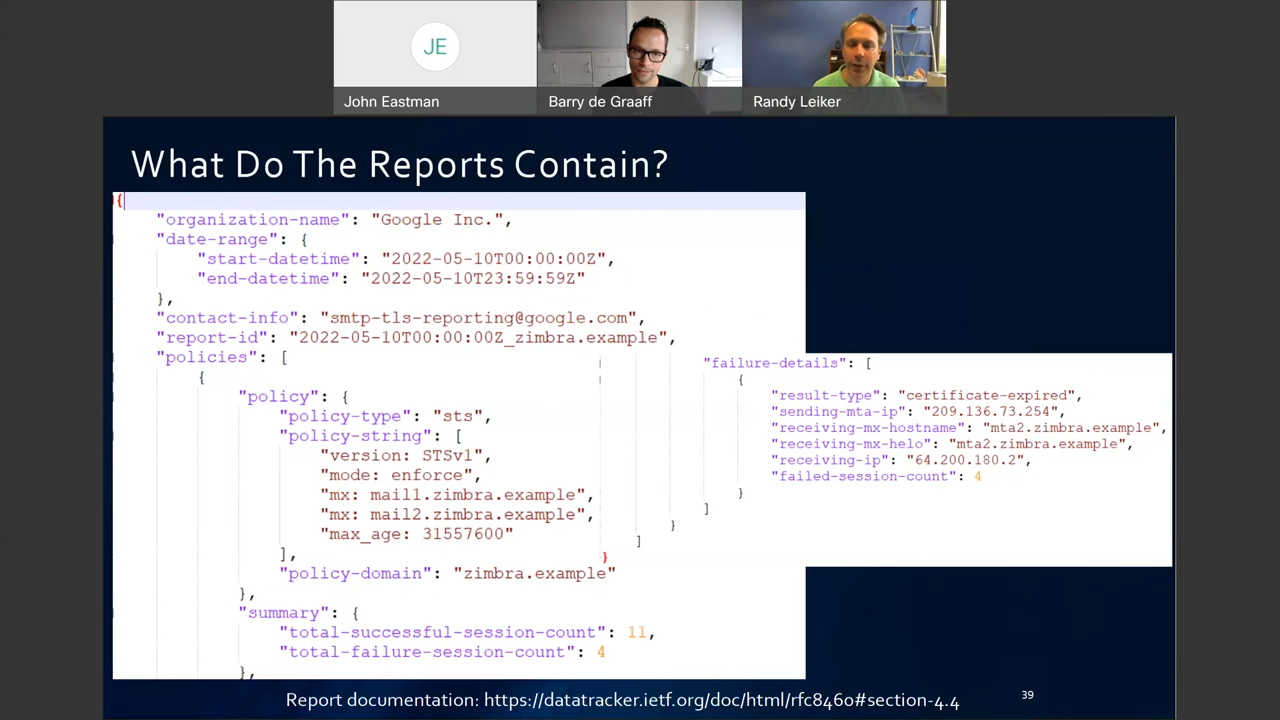 JE
John Eastman
Barry de Graaff
Randy Leiker
What Do The Reports Contain?
{
"organization-name": "Google Inc.",
"date-range": {
"start-datetime": "2022-05-10T00:00:00Z",
"end-datetime": "2022-05-10T23:59:59Z"
},
"contact-info": "smtp-tls-reporting@google.com",
"report-id": "2022-05-10T00:00:00Z_zimbra.example",
"policies": [
{
"policy": {
"policy-type": "sts",
"policy-string": [
"version: STSv1",
"mode: enforce",
"mx: mail1.zimbra.example",
"mx: mail2.zimbra.example",
"max_age: 31557600"
],
"policy-domain": "zimbra.example"
},
"summary": {
"total-successful-session-count": 11,
"total-failure-session-count": 4
},
"failure-details": [
{
"result-type": "certificate-expired",
"sending-mta-ip": "209.136.73.254",
"receiving-mx-hostname": "mta2.zimbra.example",
"receiving-mx-helo": "mta2.zimbra.example",
"receiving-ip": "64.200.180.2",
"failed-session-count": 4
}
]
}
]
}
Report documentation: https://datatracker.ietf.org/doc/html/rfc8460#section-4.4
39